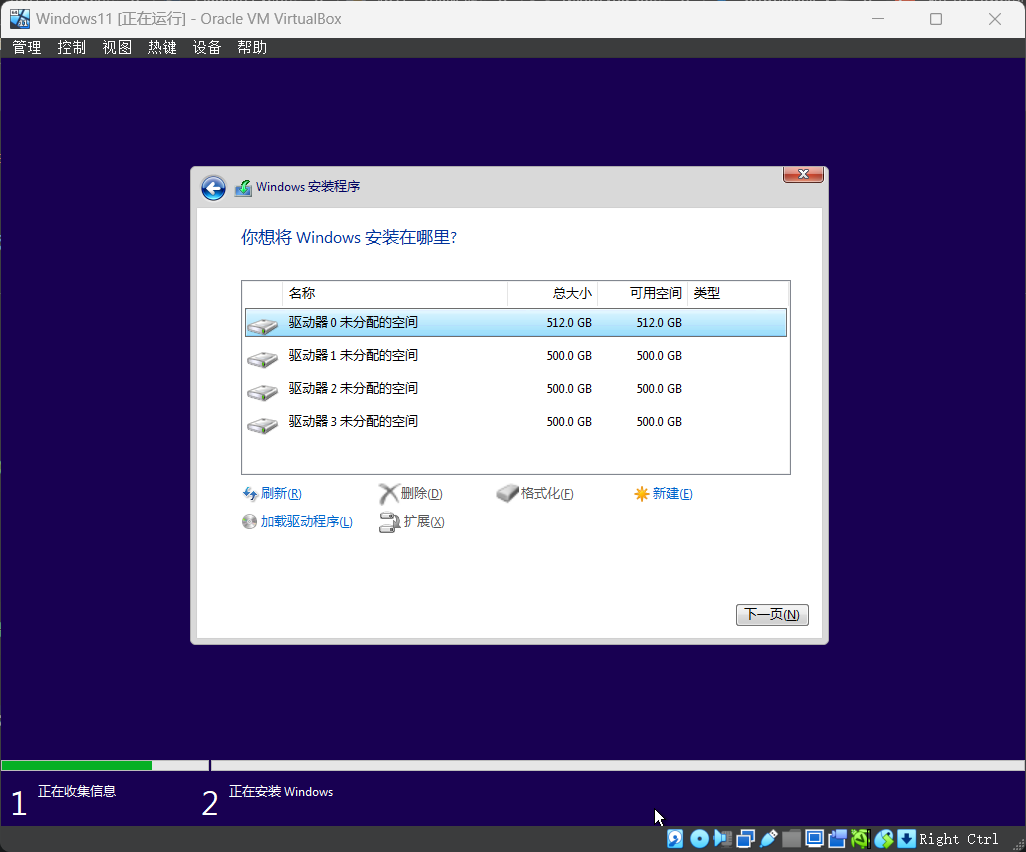 Windows11 [正在运行] - Oracle VM VirtualBox
管理 控制 视图 热键 设备 帮助
Windows 安装程序
你想将 Windows 安装在哪里?
名称 总大小 可用空间 类型
驱动器 0 未分配的空间 512.0 GB 512.0 GB
驱动器 1 未分配的空间 500.0 GB 500.0 GB
驱动器 2 未分配的空间 500.0 GB 500.0 GB
驱动器 3 未分配的空间 500.0 GB 500.0 GB
刷新(R) 删除(D) 格式化(F) 新建(E)
加载驱动程序(L) 扩展(X)
下一页(N)
1 正在收集信息 2 正在安装 Windows
Right Ctrl